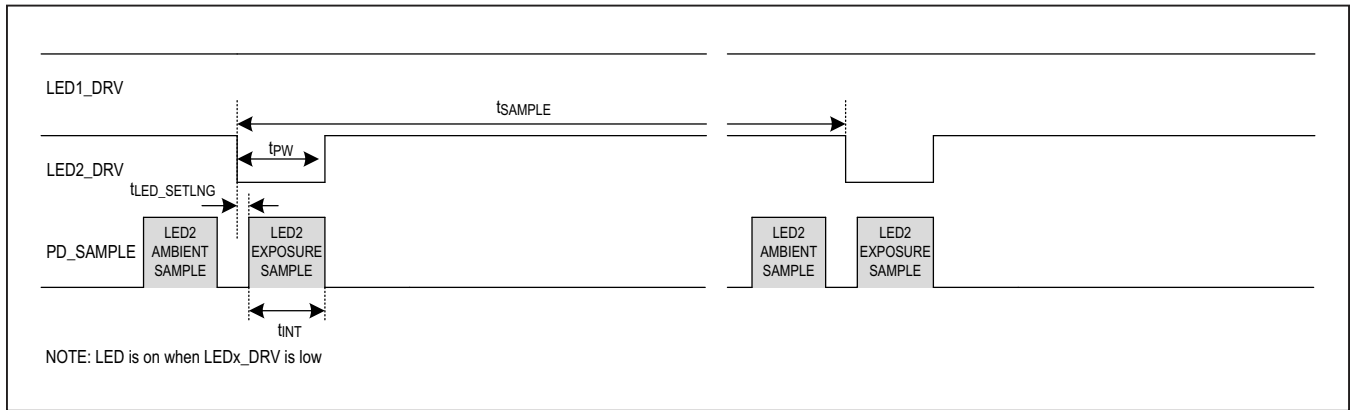 LED1_DRV
tSAMPLE
tPW
LED2_DRV
tLED_SETLNG
PD_SAMPLE
LED2
AMBIENT
SAMPLE
LED2
EXPOSURE
SAMPLE
LED2
AMBIENT
SAMPLE
LED2
EXPOSURE
SAMPLE
tINT
NOTE: LED is on when LEDx_DRV is low